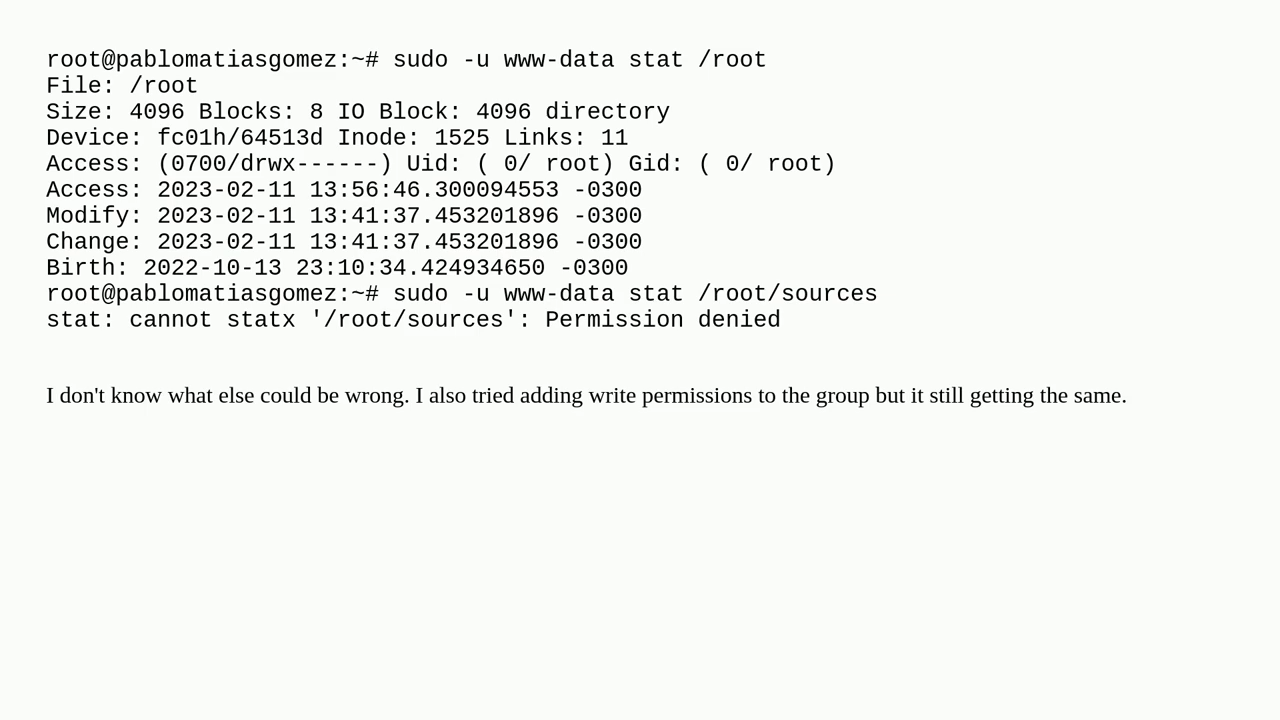 root@pablomatiasgomez:~# sudo -u www-data stat /root
File: /root
Size: 4096 Blocks: 8 IO Block: 4096 directory
Device: fc01h/64513d Inode: 1525 Links: 11
Access: (0700/drwx------) Uid: ( 0/ root) Gid: ( 0/ root)
Access: 2023-02-11 13:56:46.300094553 -0300
Modify: 2023-02-11 13:41:37.453201896 -0300
Change: 2023-02-11 13:41:37.453201896 -0300
Birth: 2022-10-13 23:10:34.424934650 -0300
root@pablomatiasgomez:~# sudo -u www-data stat /root/sources
stat: cannot statx '/root/sources': Permission denied
I don't know what else could be wrong. I also tried adding write permissions to the group but it still getting the same.